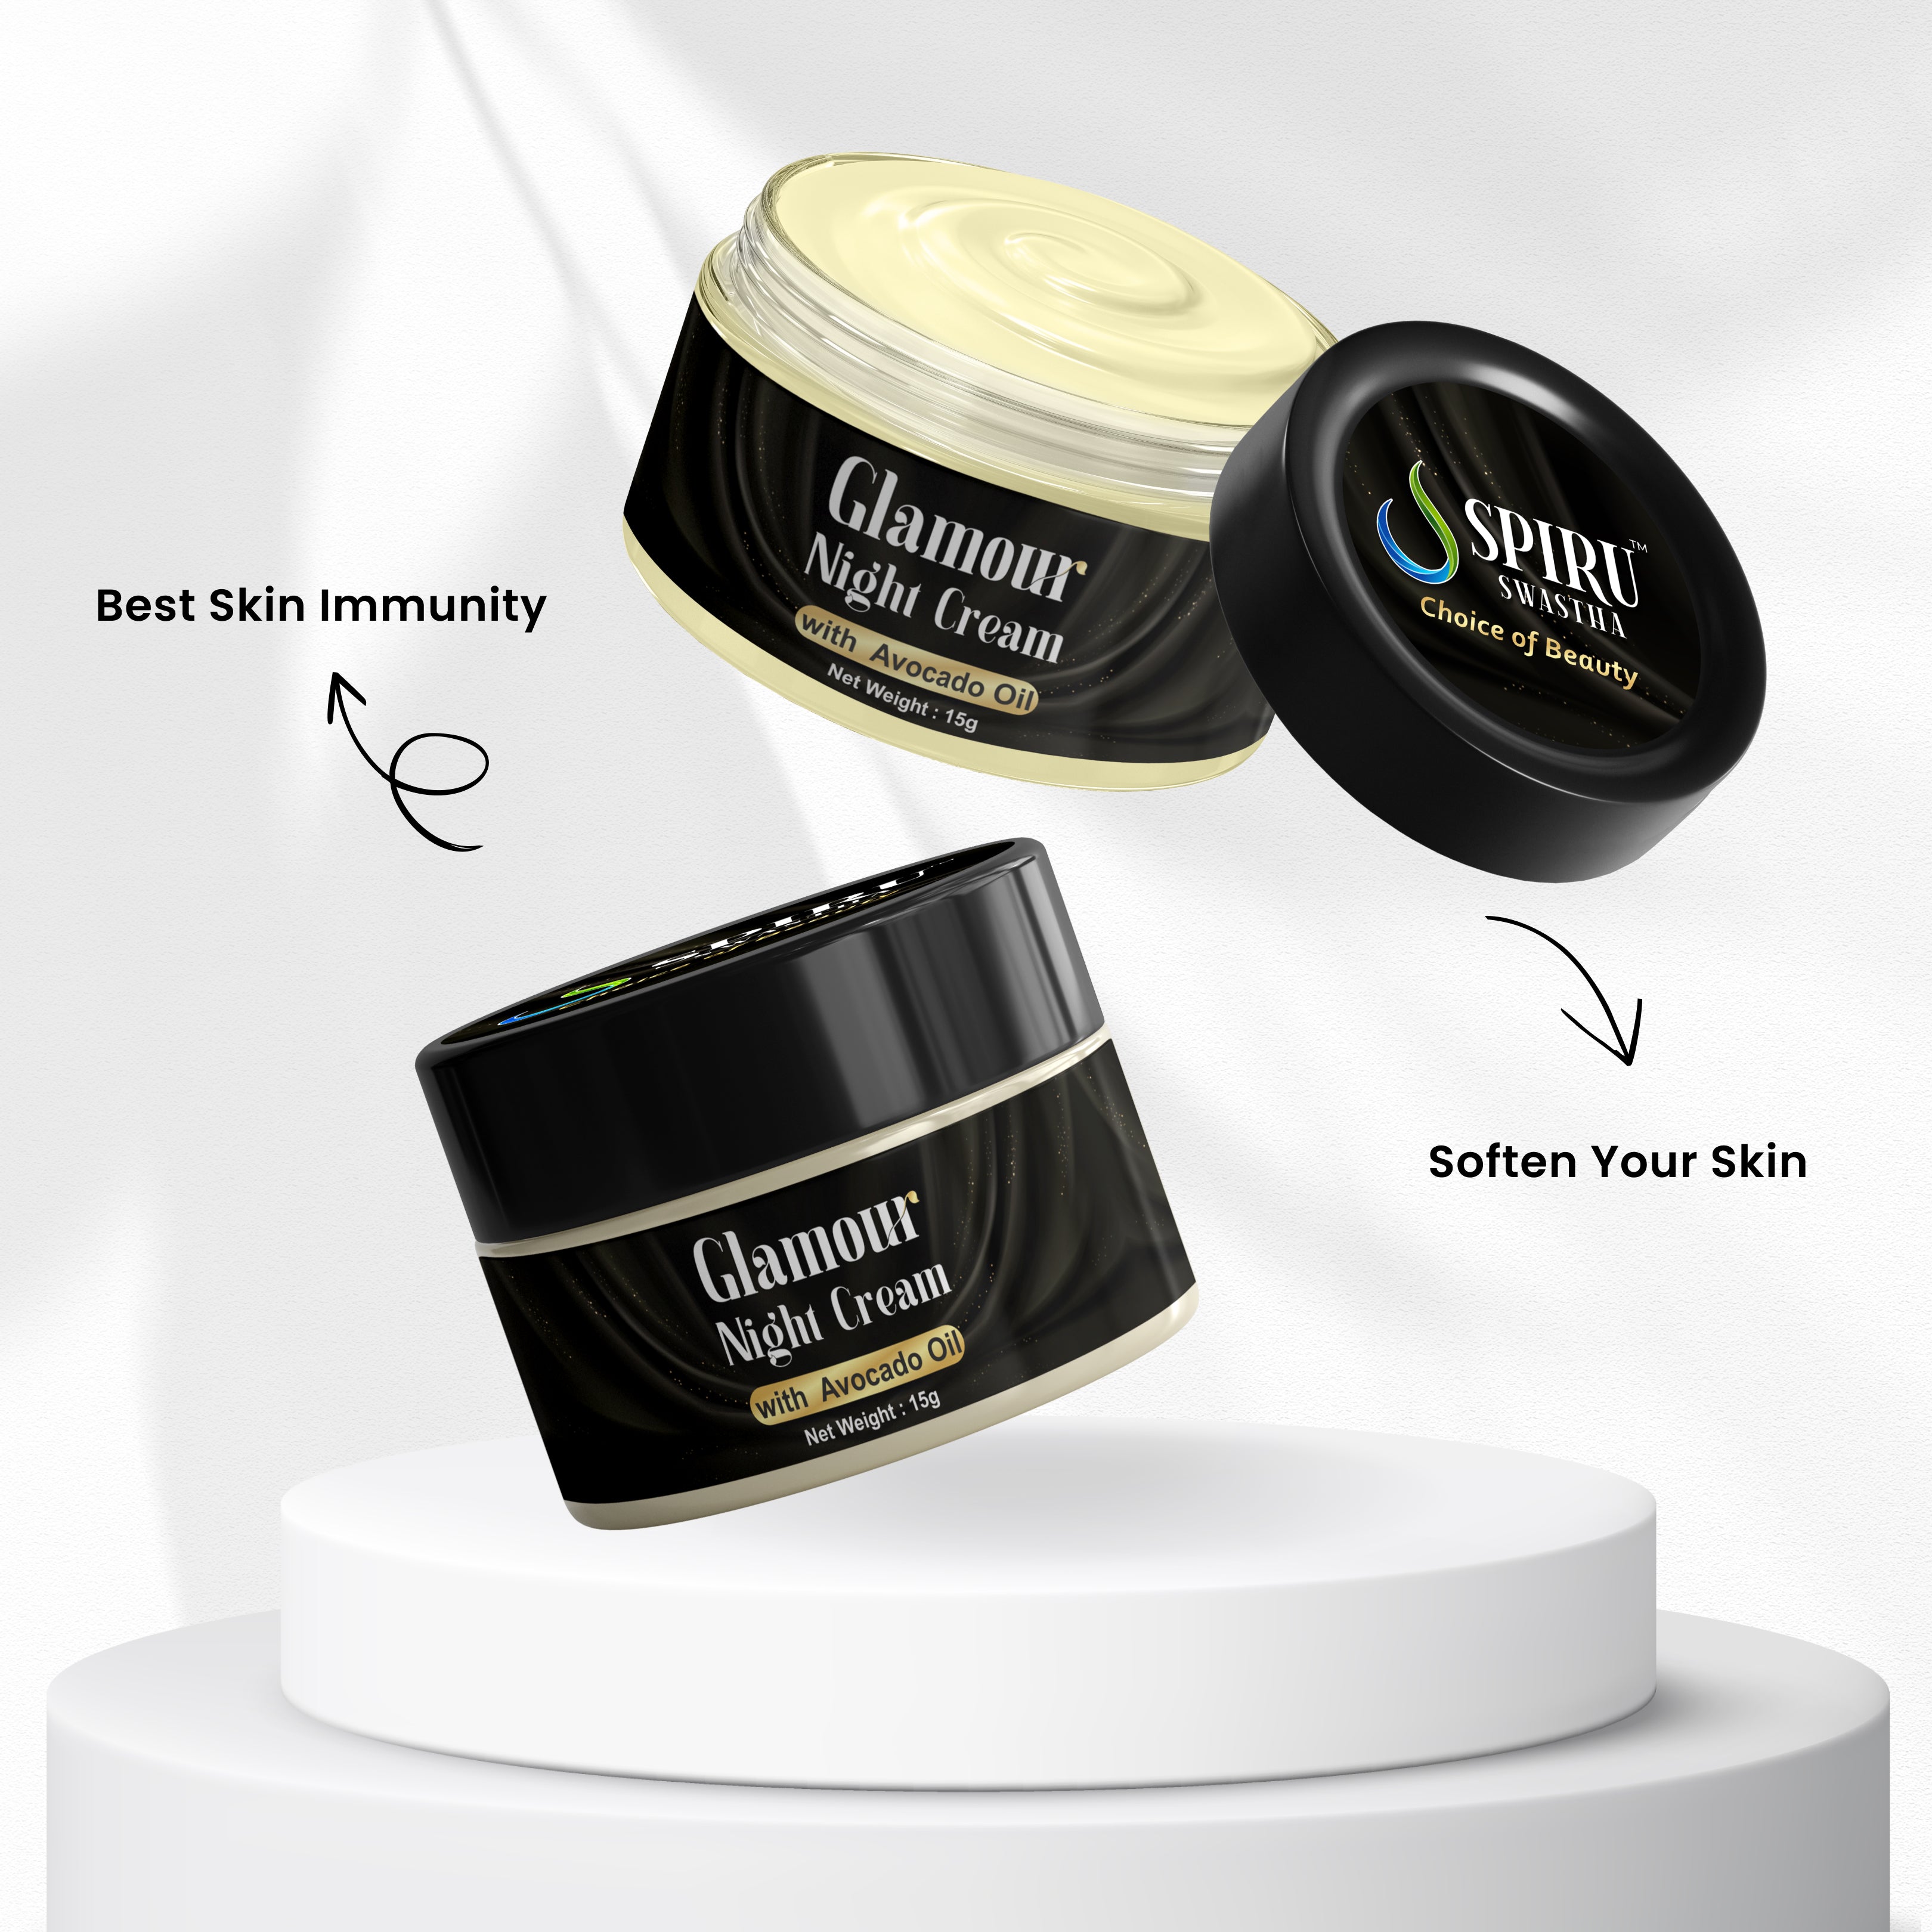 Glamour
Night Cream
with Avocado Oil
Net Weight : 15g
SPIRU™
SWASTHA
Choice of Beauty
Best Skin Immunity
Soften Your Skin
SPIRU
Glamour
Night Cream
with Avocado Oil
Net Weight : 15g